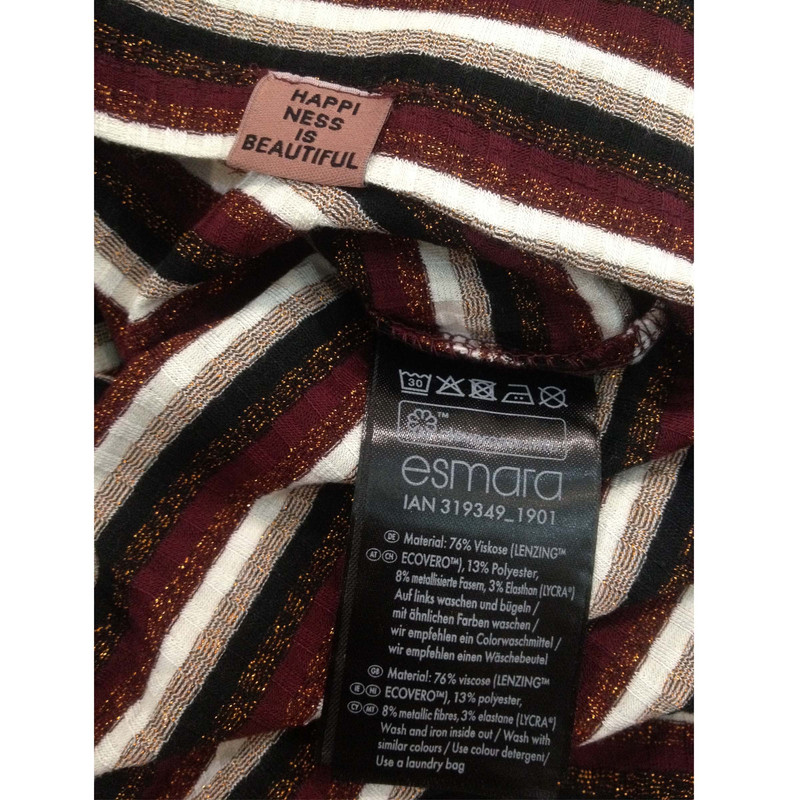 HAPPI
NESS
IS
BEAUTIFUL
30
™
esmara
IAN 319349_1901
DE Material: 76% Viskose (LENZING™
AT CH ECOVERO™), 13% Polyester,
8% metallisierte Fasern, 3% Elasthan (LYCRA®)
Auf links waschen und bügeln /
mit ähnlichen Farben waschen /
wir empfehlen ein Colorwaschmittel /
wir empfehlen einen Wäschebeutel
GB Material: 76% viscose (LENZING™
IE NI ECOVERO™), 13% polyester,
CY MT 8% metallic fibres, 3% elastane (LYCRA®)
Wash and iron inside out / Wash with
similar colours / Use colour detergent/
Use a laundry bag